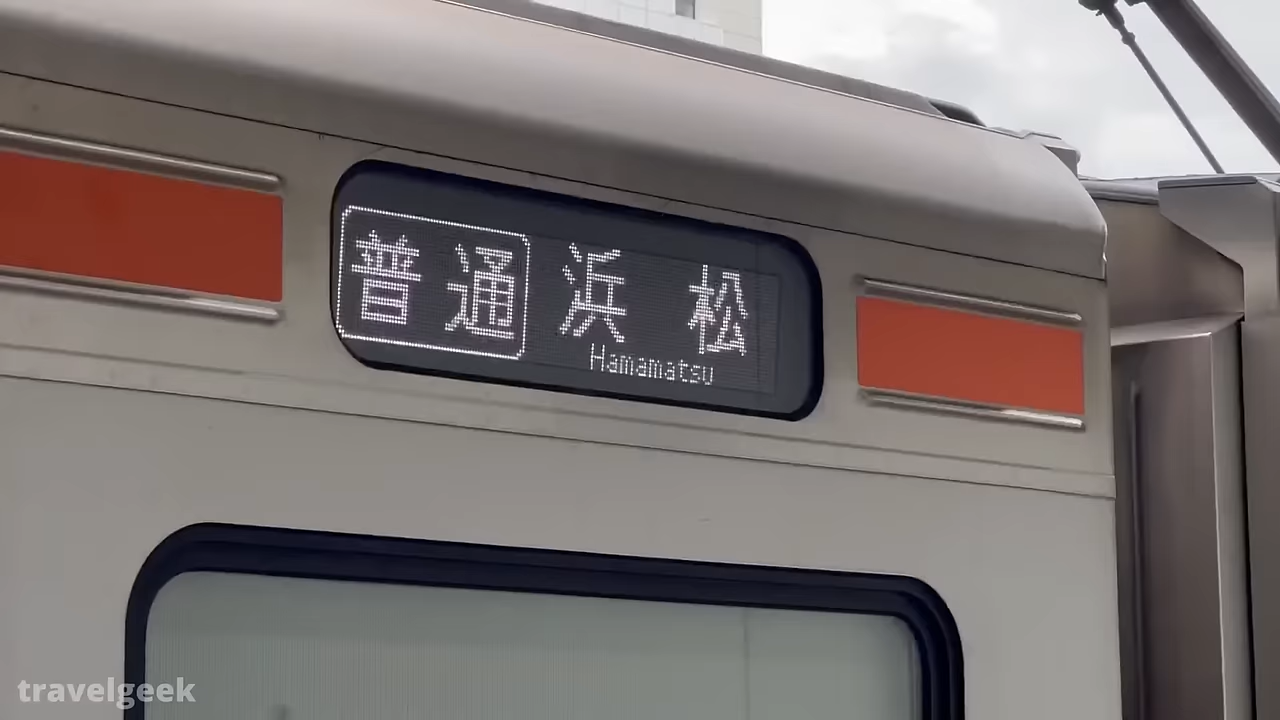 普通 浜松
Hamamatsu
travelgeek